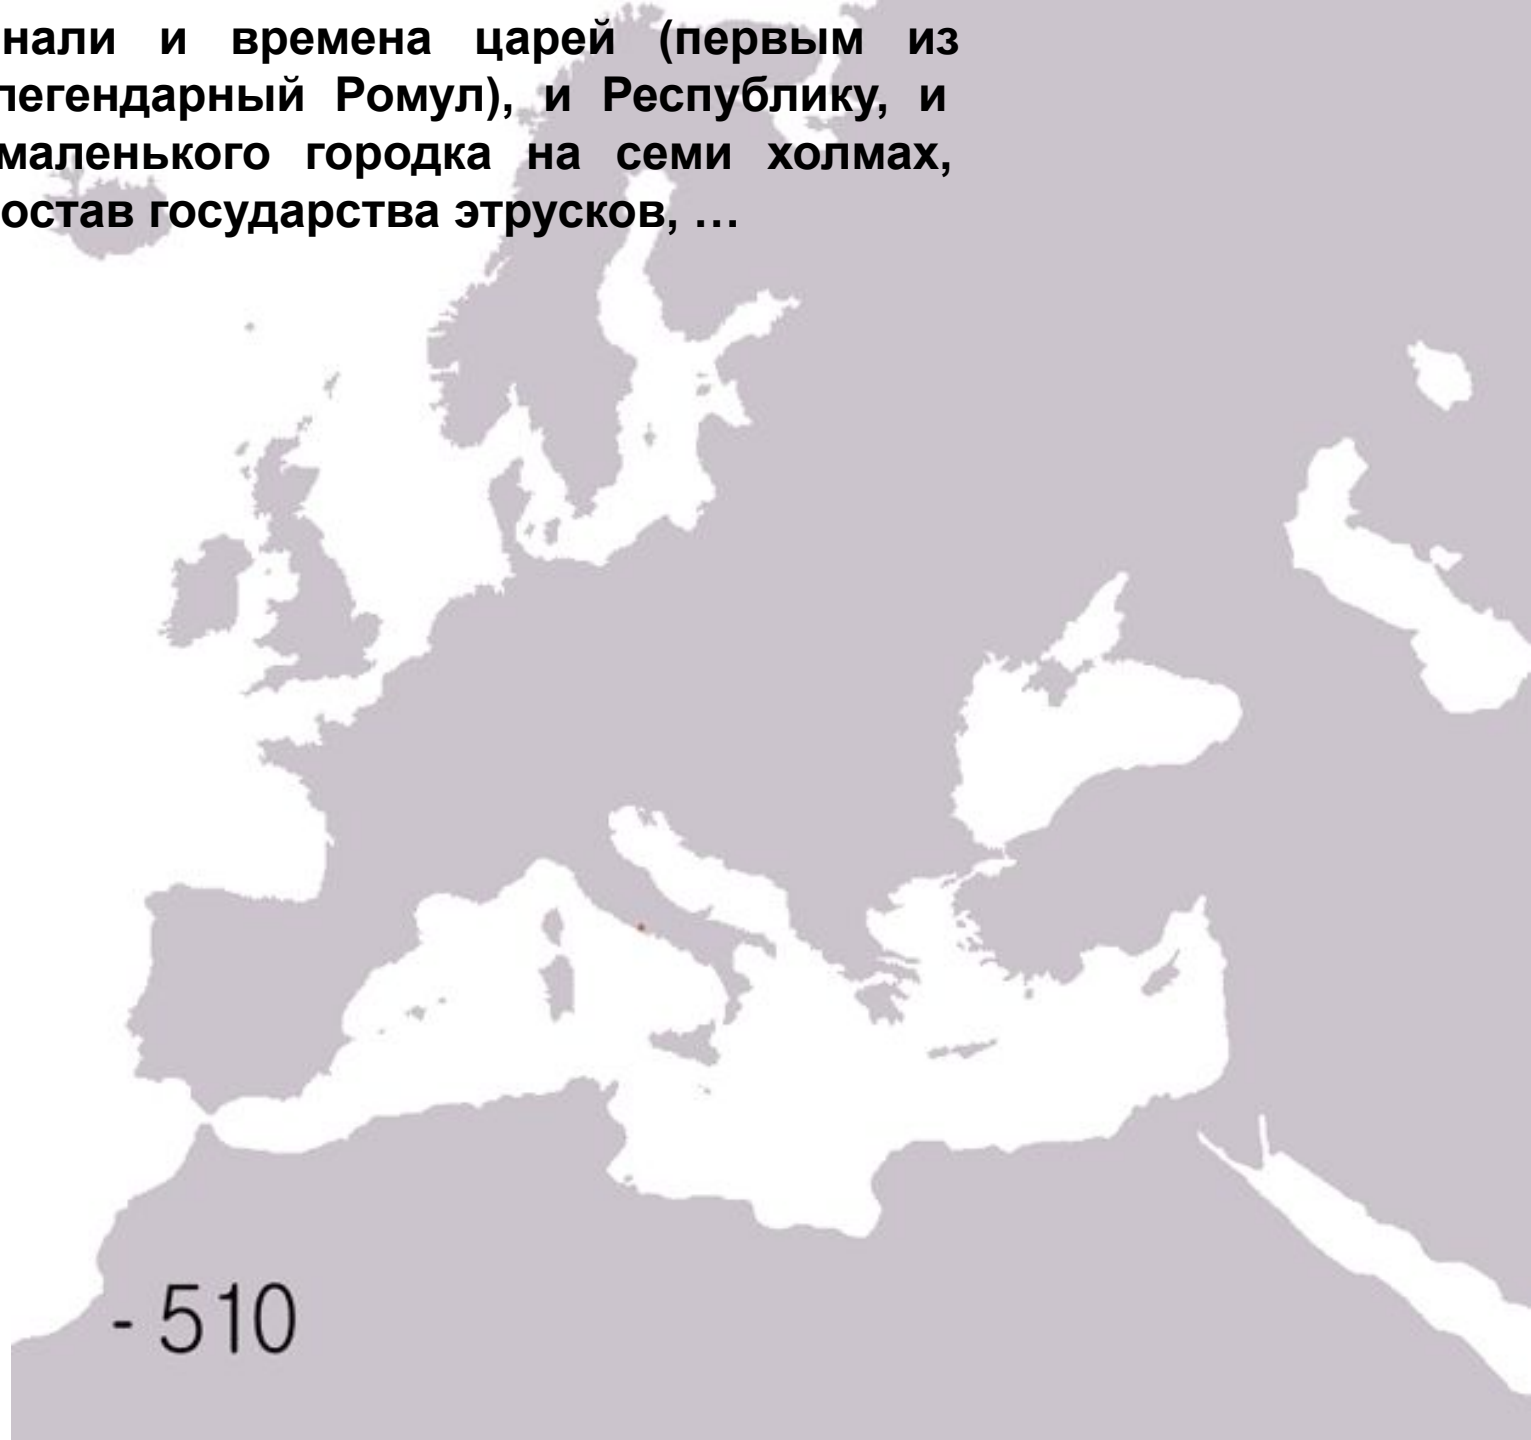 нали и времена царей (первым из
легендарный Ромул), и Республику, и
маленького городка на семи холмах,
остав государства этрусков, …
- 510